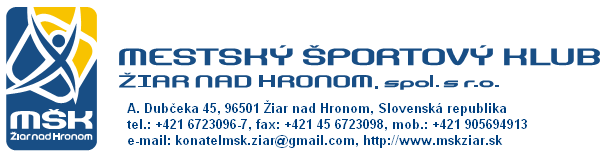 MŠK
Žiar nad Hronom
MESTSKÝ ŠPORTOVÝ KLUB
ŽIAR NAD HRONOM, spol. s r.o.
A. Dubčeka 45, 96501 Žiar nad Hronom, Slovenská republika
tel.: +421 6723096-7, fax: +421 45 6723098, mob.: +421 905694913
e-mail: konatelmsk.ziar@gmail.com, http://www.mskziar.sk